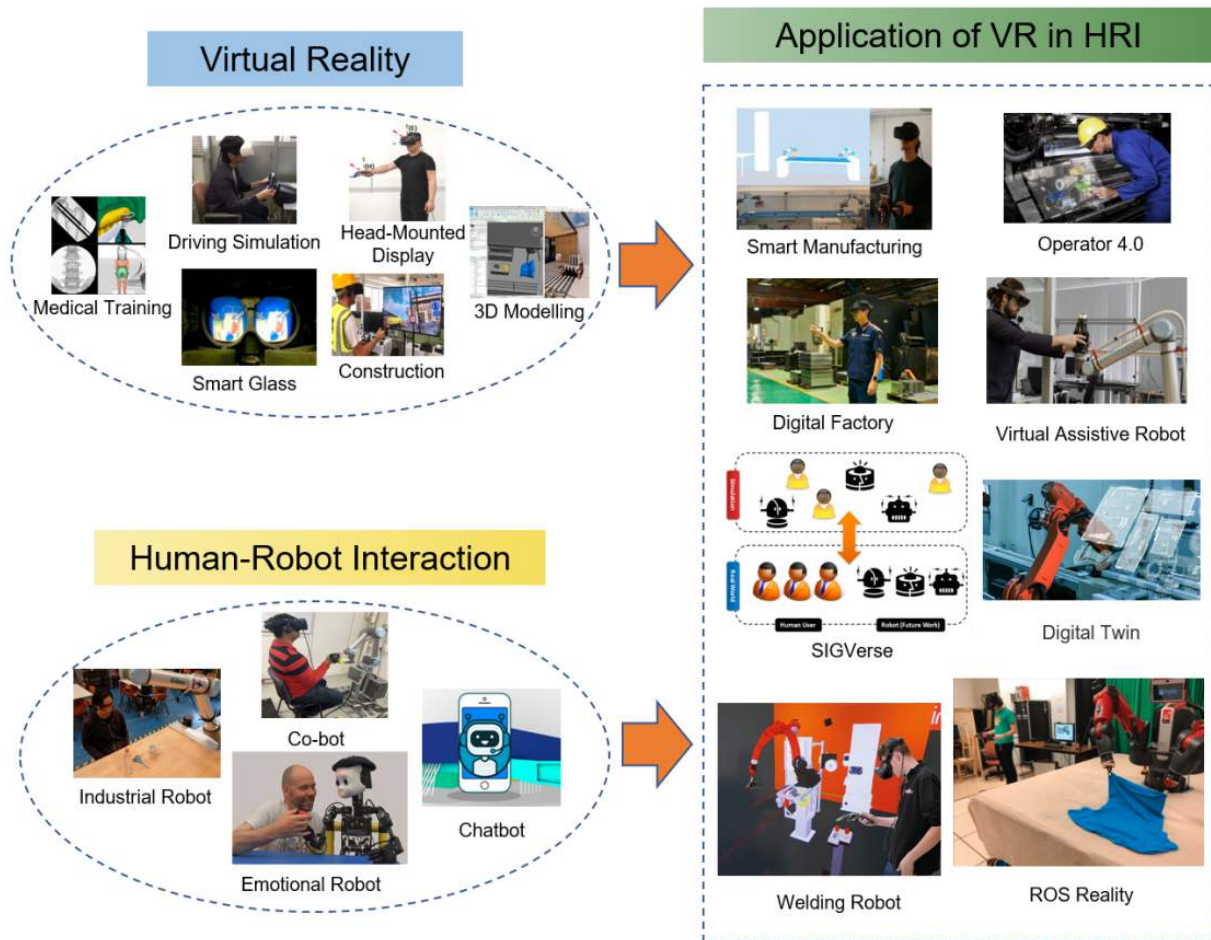 Virtual Reality
Driving Simulation
Head-Mounted
Display
Medical Training
3D Modelling
Smart Glass
Construction
Human-Robot Interaction
Co-bot
Industrial Robot
Chatbot
Emotional Robot
Application of VR in HRI
Smart Manufacturing
Operator 4.0
Digital Factory
Virtual Assistive Robot
Simulation
Real World
Human User
Robot (Future Work)
SIGVerse
Digital Twin
Welding Robot
ROS Reality